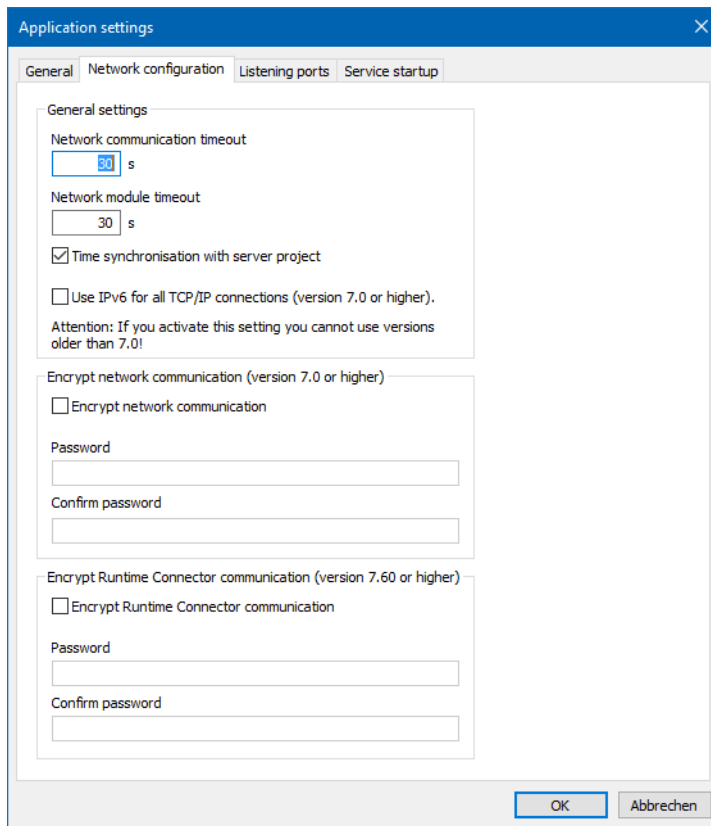 Application settings
General Network configuration Listening ports Service startup
General settings
Network communication timeout
30 s
Network module timeout
30 s
Time synchronisation with server project
Use IPv6 for all TCP/IP connections (version 7.0 or higher).
Attention: If you activate this setting you cannot use versions
older than 7.0!
Encrypt network communication (version 7.0 or higher)
Encrypt network communication
Password
Confirm password
Encrypt Runtime Connector communication (version 7.60 or higher)
Encrypt Runtime Connector communication
Password
Confirm password
OK Abbrechen